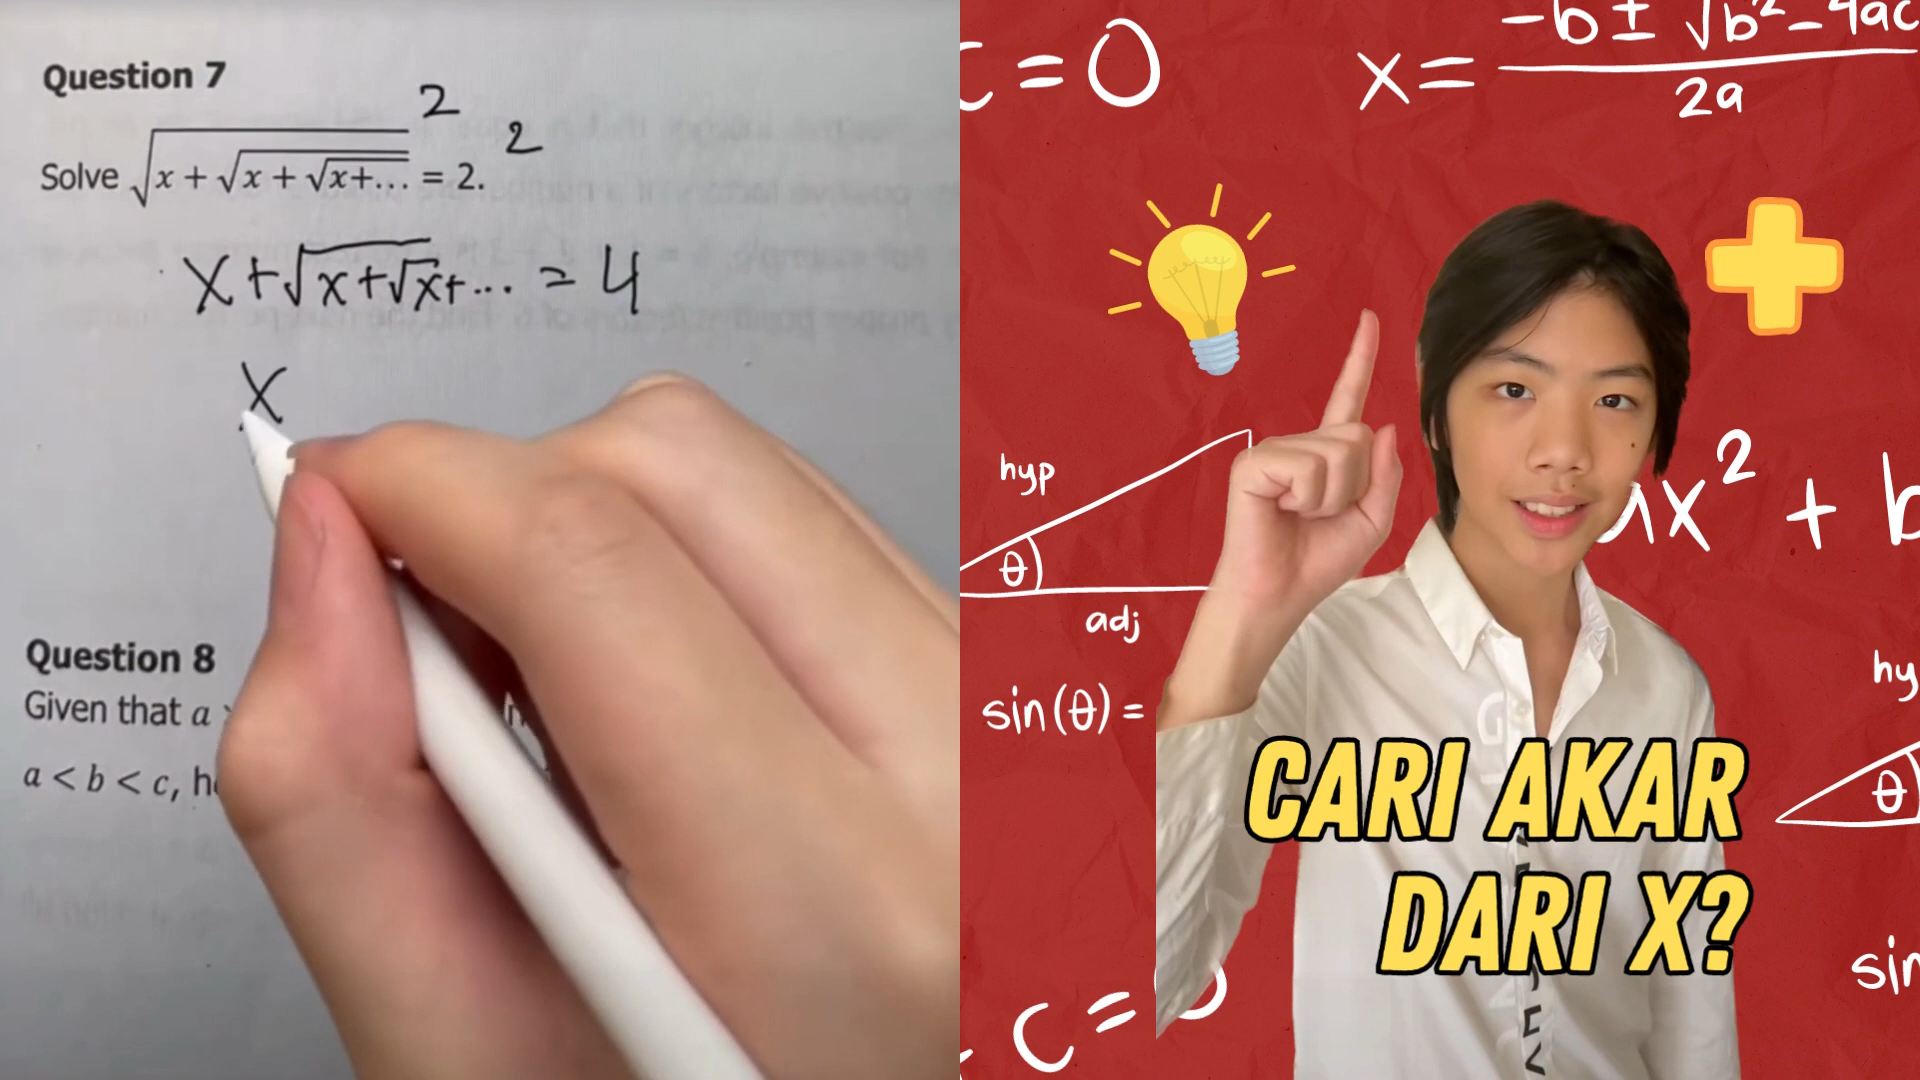 Question 7
2
2
Solve √x + √x + √x+... = 2.
x+√x+√x+... = 4
x
Question 8
Given that a
a < b < c,
c = 0
x = -b ± √b² - 4ac
2a
hyp
θ
adj
ax² + b
sin(θ) =
hy
θ
CARI AKAR
DARI X?
sin
c =